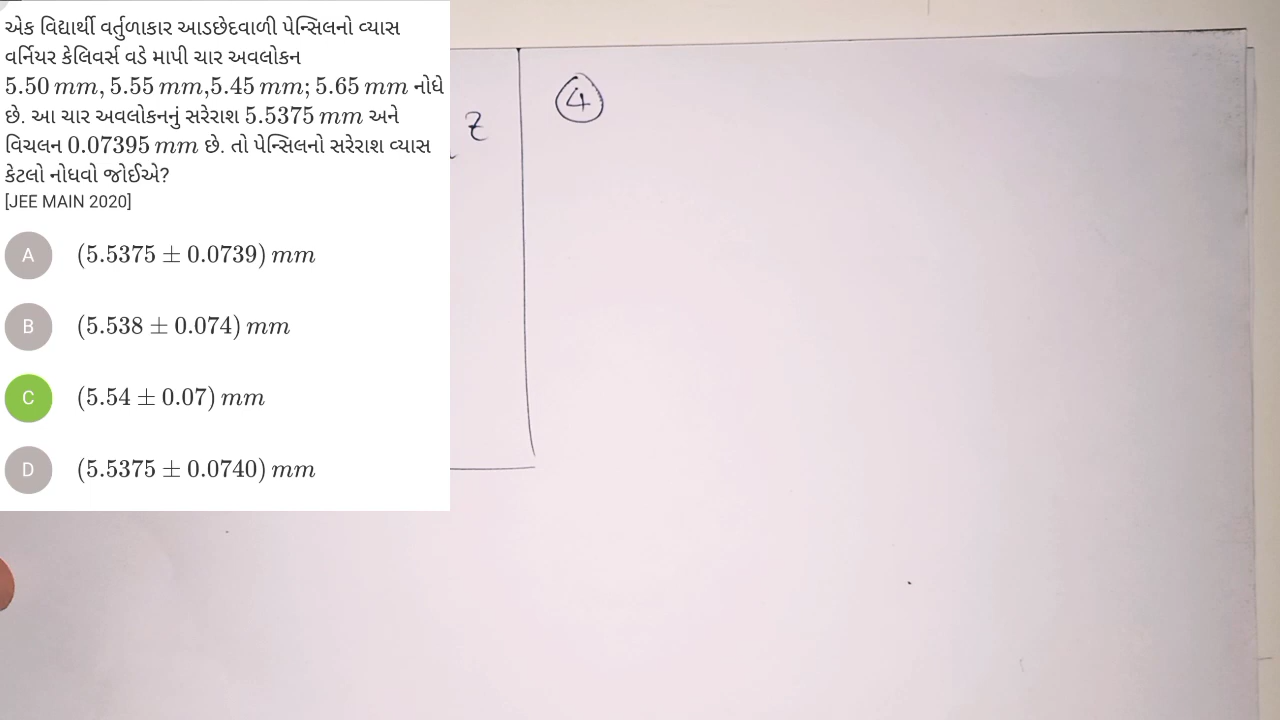 એક વિદ્યાર્થી વર્તુળાકાર આડછેદવાળી પેન્સિલનો વ્યાસ
વર્નિયર કેલિવર્સ વડે માપી ચાર અવલોકન
5.50 mm, 5.55 mm,5.45 mm; 5.65 mm નોધે
છે. આ ચાર અવલોકનનું સરેરાશ 5.5375 mm અને
વિચલન 0.07395 mm છે. તો પેન્સિલનો સરેરાશ વ્યાસ
કેટલો નોધવો જોઈએ?
[JEE MAIN 2020]
A (5.5375 ± 0.0739) mm
B (5.538 ± 0.074) mm
C (5.54 ± 0.07) mm
D (5.5375 ± 0.0740) mm
4
z